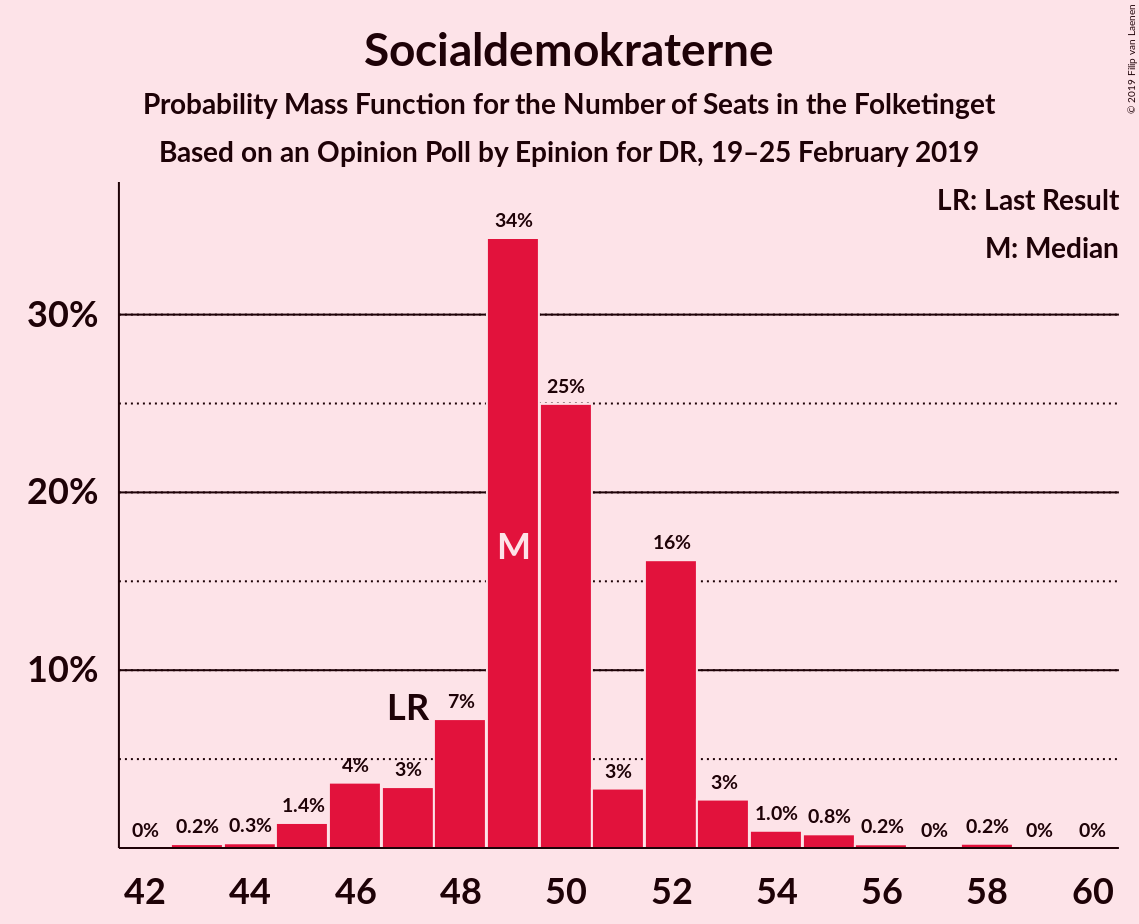 Socialdemokraterne
Probability Mass Function for the Number of Seats in the Folketinget
Based on an Opinion Poll by Epinion for DR, 19–25 February 2019
© 2019 Filip van Laenen
LR: Last Result
M: Median
34%
30%
25%
20%
16%
M
10%
LR
7%
4%
3%
3%
3%
1.4%
1.0%
0.8%
0%
0.2%
0.3%
0.2%
0%
0.2%
0%
0%
42 44 46 48 50 52 54 56 58 60